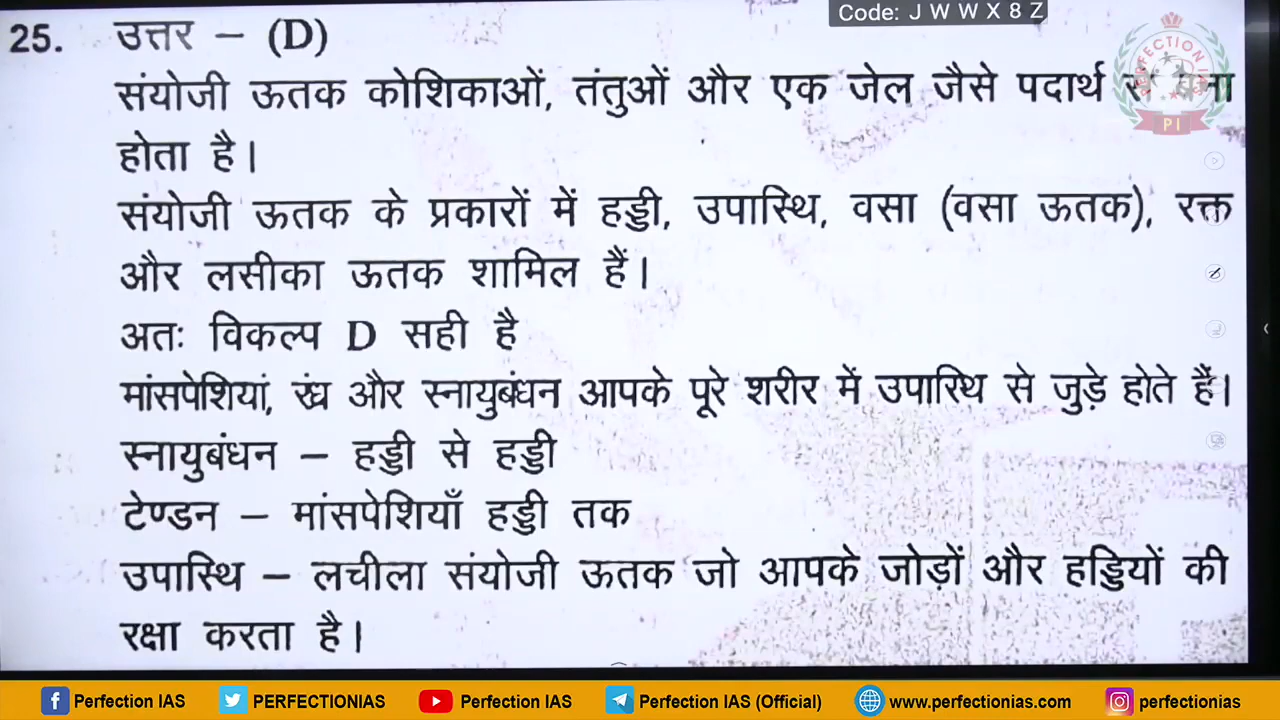 Code: J W W X 8 Z
25. उत्तर – (D)
संयोजी ऊतक कोशिकाओं, तंतुओं और एक जेल जैसे पदार्थ से बना
होता है।
संयोजी ऊतक के प्रकारों में हड्डी, उपास्थि, वसा (वसा ऊतक), रक्त
और लसीका ऊतक शामिल हैं।
अतः विकल्प D सही है
मांसपेशियां, रंध्र और स्नायुबंधन आपके पूरे शरीर में उपास्थि से जुड़े होते हैं।
स्नायुबंधन – हड्डी से हड्डी
टेण्डन – मांसपेशियाँ हड्डी तक
उपास्थि – लचीला संयोजी ऊतक जो आपके जोड़ों और हड्डियों की
रक्षा करता है।
PERFECTION IAS
PI
Perfection IAS PERFECTIONIAS Perfection IAS Perfection IAS (Official) www.perfectionias.com perfectionias